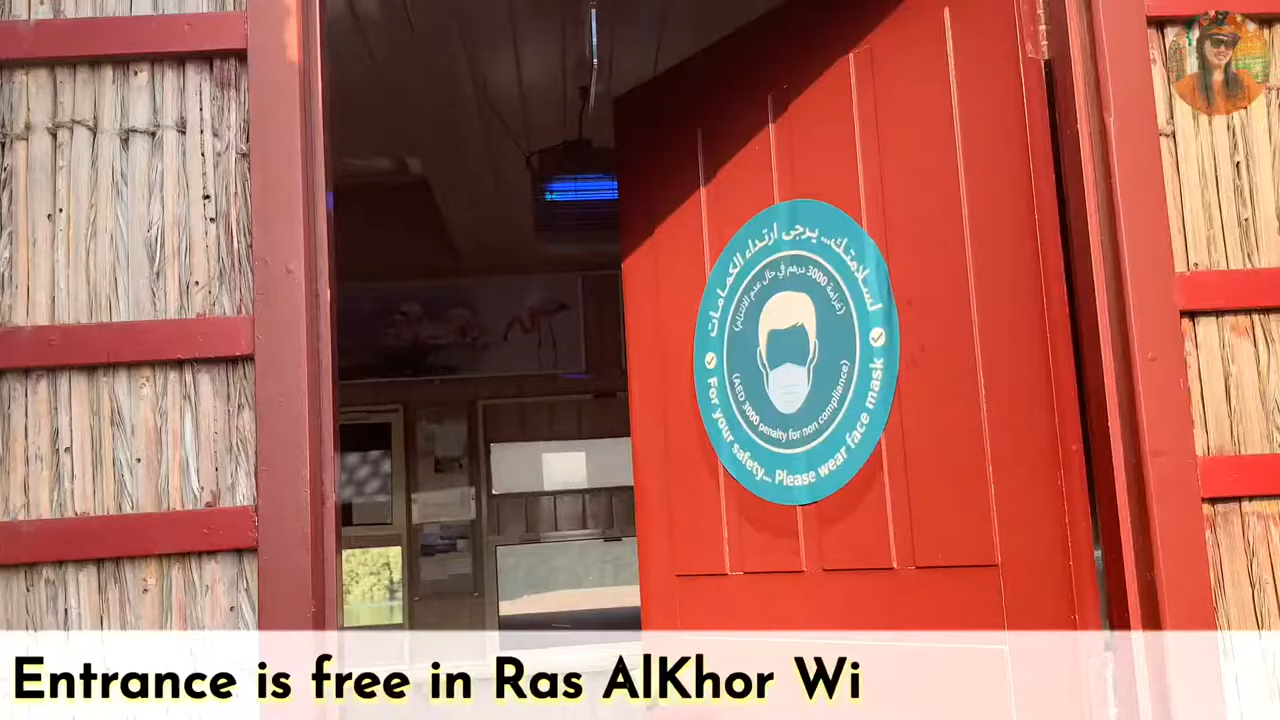 لسلامتك... يرجى ارتداء الكمامات
(غرامة 3000 درهم في حال عدم الالتزام)
(AED 3000 penalty for non compliance)
For your safety... Please wear face mask
Entrance is free in Ras AlKhor Wi